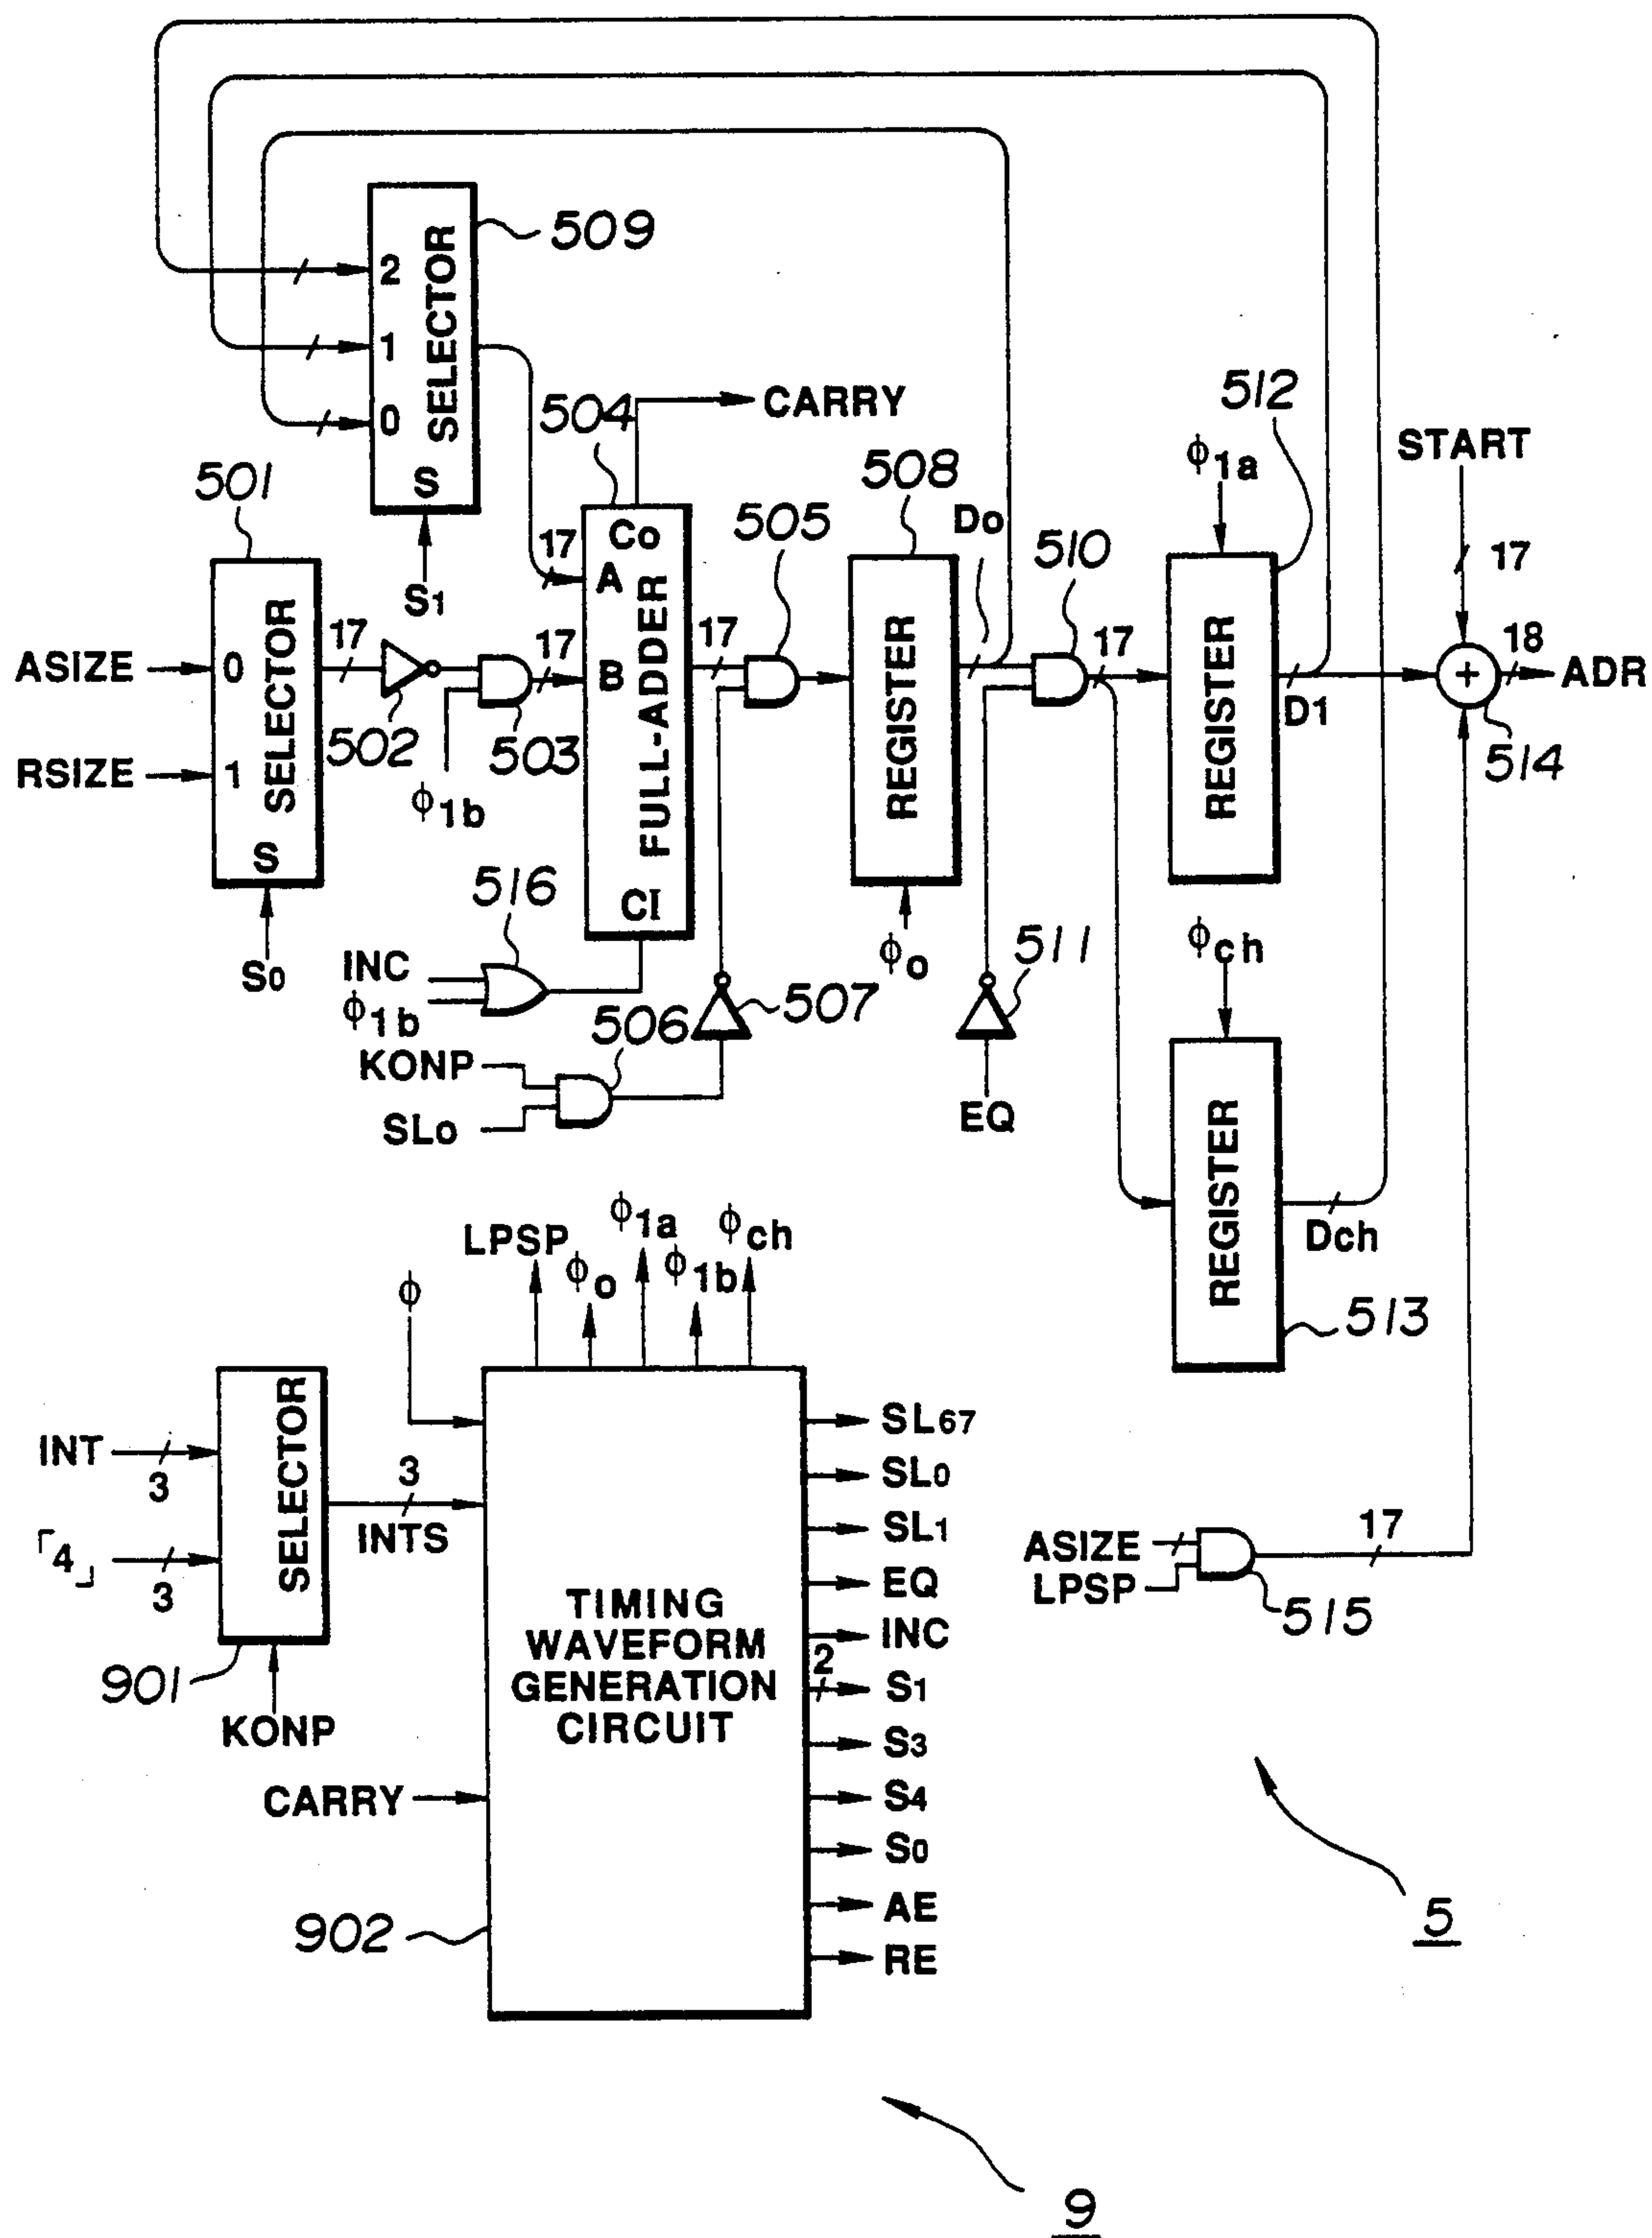 509
SELECTOR
2
1
0
S
S1
504
CARRY
501
SELECTOR
0
1
S
S0
ASIZE
RSIZE
17
502
503
ϕ1b
17
17
Co
A
B
FULL-ADDER
CI
17
505
508
REGISTER
ϕo
Do
510
17
512
ϕ1a
REGISTER
D1
START
17
18
+
ADR
514
516
INC
ϕ1b
506
507
KONP
SLo
511
EQ
ϕch
REGISTER
Dch
513
LPSP
ϕo
ϕ1a
ϕ1b
ϕch
ϕ
INT
3
「4」
3
SELECTOR
901
KONP
3
INTS
CARRY
TIMING
WAVEFORM
GENERATION
CIRCUIT
902
SL67
SL0
SL1
EQ
INC
2
S1
S3
S4
S0
AE
RE
ASIZE
LPSP
17
515
5
9